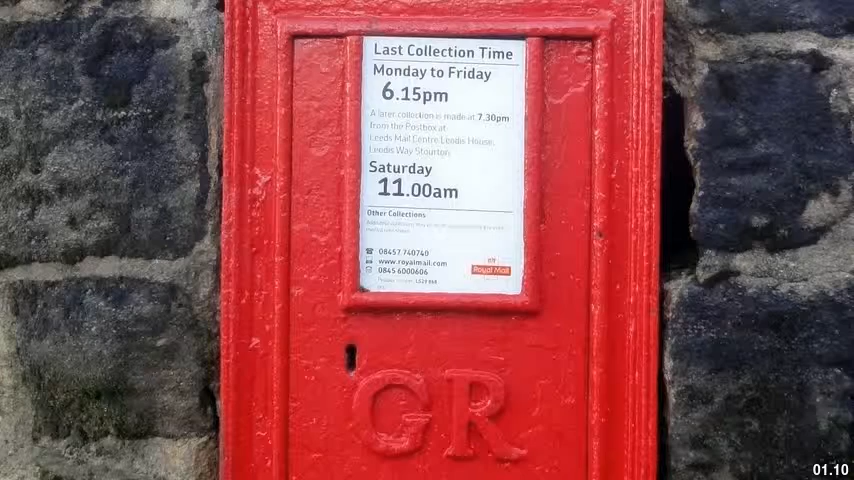 Last Collection Time
Monday to Friday
6.15pm
A later collection is made at 7.30pm
from the Postbox at
Leeds Mail Centre Leodis House,
Leodis Way Stourton
Saturday
11.00am
Other Collections
08457 740740
www.royalmail.com
0845 6000606
Royal Mail
LS29 868
GR
01.10